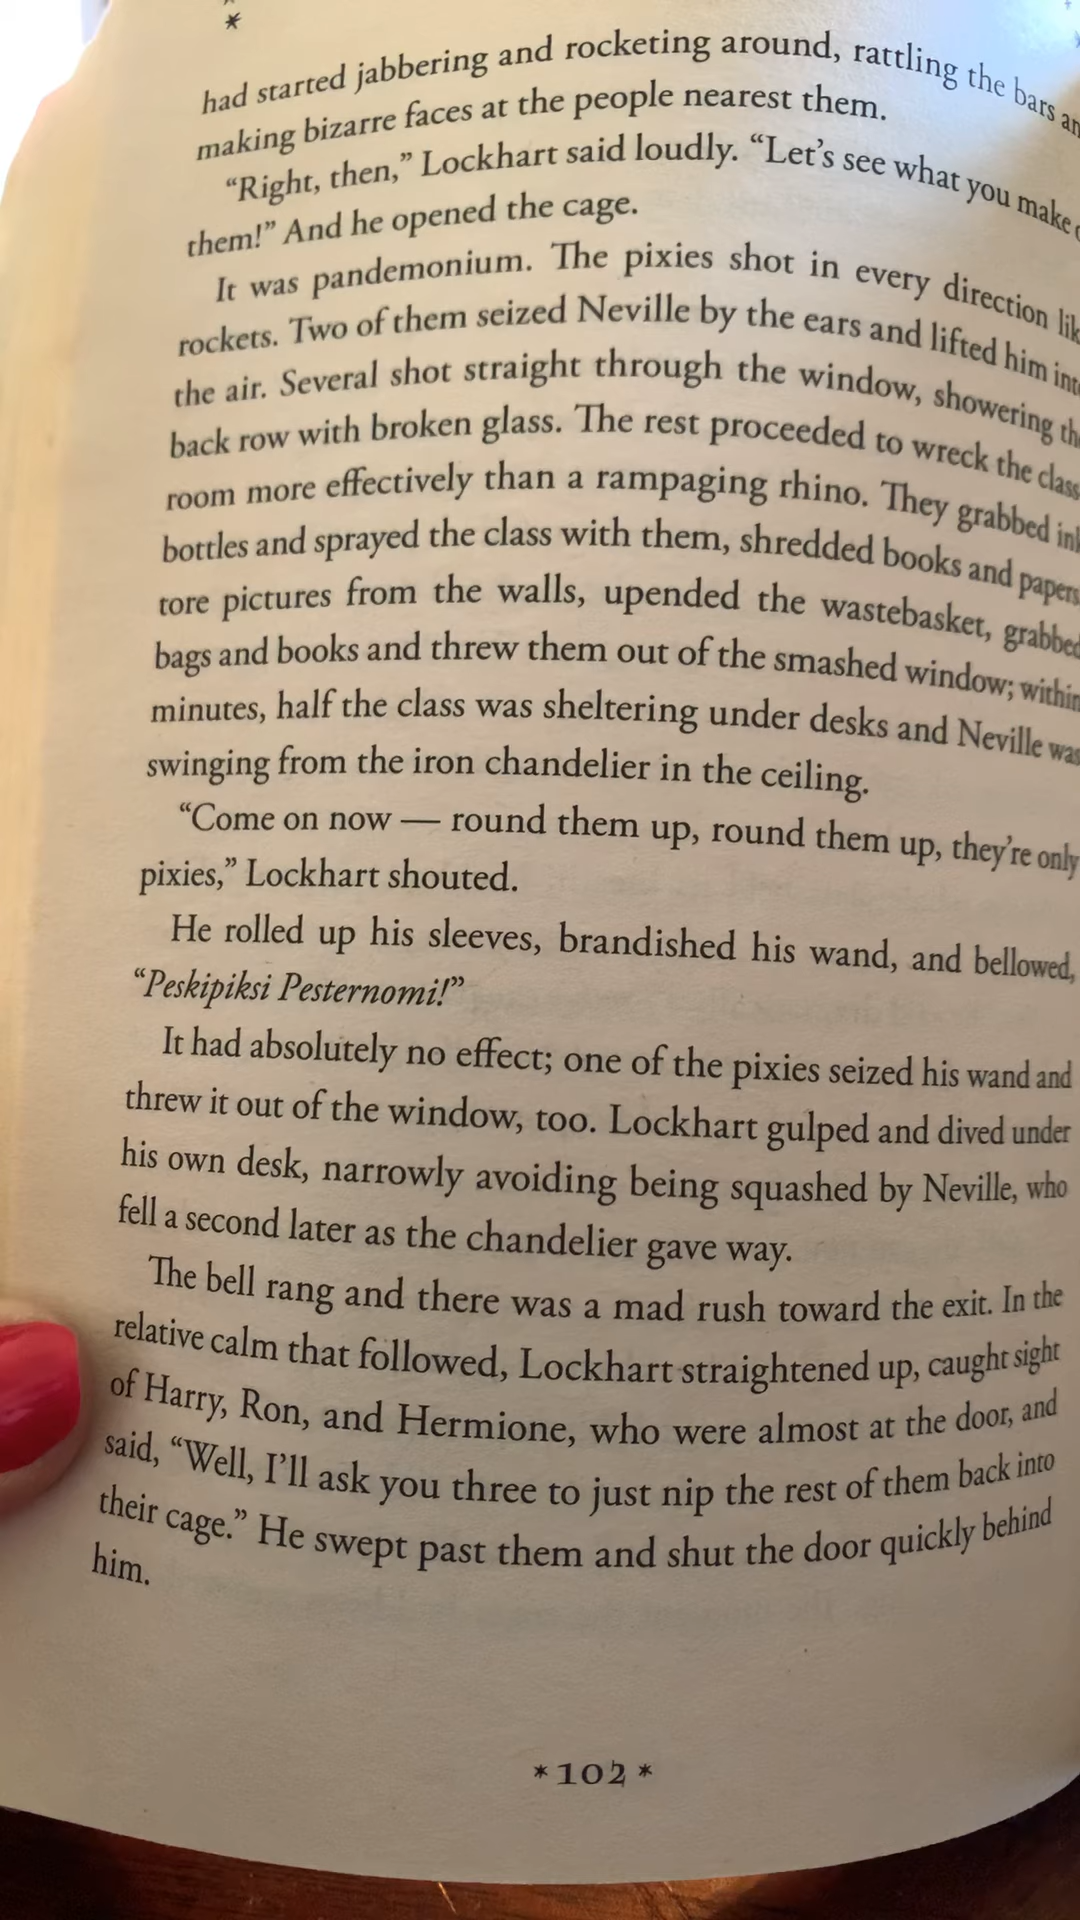 had started jabbering and rocketing around, rattling the bars an
making bizarre faces at the people nearest them.
“Right, then,” Lockhart said loudly. “Let’s see what you make
them!” And he opened the cage.
It was pandemonium. The pixies shot in every direction lik
rockets. Two of them seized Neville by the ears and lifted him into
the air. Several shot straight through the window, showering th
back row with broken glass. The rest proceeded to wreck the class
room more effectively than a rampaging rhino. They grabbed ink
bottles and sprayed the class with them, shredded books and papers,
tore pictures from the walls, upended the wastebasket, grabbed
bags and books and threw them out of the smashed window; within
minutes, half the class was sheltering under desks and Neville was
swinging from the iron chandelier in the ceiling.
“Come on now — round them up, round them up, they’re only
pixies,” Lockhart shouted.
He rolled up his sleeves, brandished his wand, and bellowed,
“Peskipiksi Pesternomi!”
It had absolutely no effect; one of the pixies seized his wand and
threw it out of the window, too. Lockhart gulped and dived under
his own desk, narrowly avoiding being squashed by Neville, who
fell a second later as the chandelier gave way.
The bell rang and there was a mad rush toward the exit. In the
relative calm that followed, Lockhart straightened up, caught sight
of Harry, Ron, and Hermione, who were almost at the door, and
said, “Well, I’ll ask you three to just nip the rest of them back into
their cage.” He swept past them and shut the door quickly behind
him.
*102*